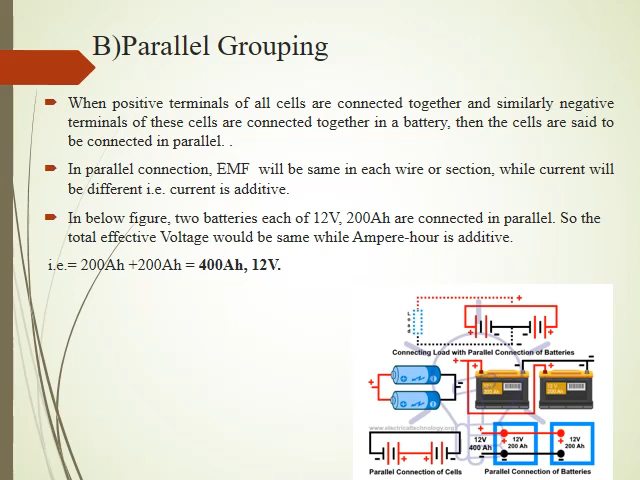 B)Parallel Grouping
When positive terminals of all cells are connected together and similarly negative
terminals of these cells are connected together in a battery, then the cells are said to
be connected in parallel. .
In parallel connection, EMF will be same in each wire or section, while current will
be different i.e. current is additive.
In below figure, two batteries each of 12V, 200Ah are connected in parallel. So the
total effective Voltage would be same while Ampere-hour is additive.
i.e.= 200Ah +200Ah = 400Ah, 12V.
Load
+
+ - - +
Connecting Load with Parallel Connection of Batteries
+ -
+ -
www.electricaltechnology.org
12V
400 Ah
12V
200 Ah
12V
200 Ah
+ - - +
Parallel Connection of Cells
Parallel Connection of Batteries